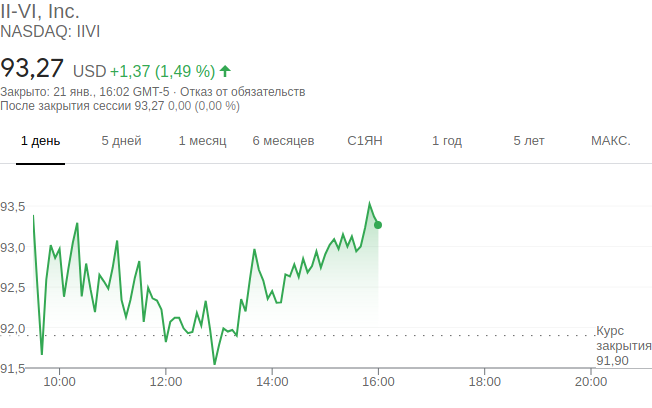 II-VI, Inc.
NASDAQ: IIVI
93,27 USD +1,37 (1,49 %)
Закрыто: 21 янв., 16:02 GMT-5 · Отказ от обязательств
После закрытия сессии 93,27 0,00 (0,00 %)
1 день 5 дней 1 месяц 6 месяцев С1ЯН 1 год 5 лет МАКС.
93,5
93,0
92,5
92,0
91,5
Курс
закрытия
91,90
10:00 12:00 14:00 16:00 18:00 20:00